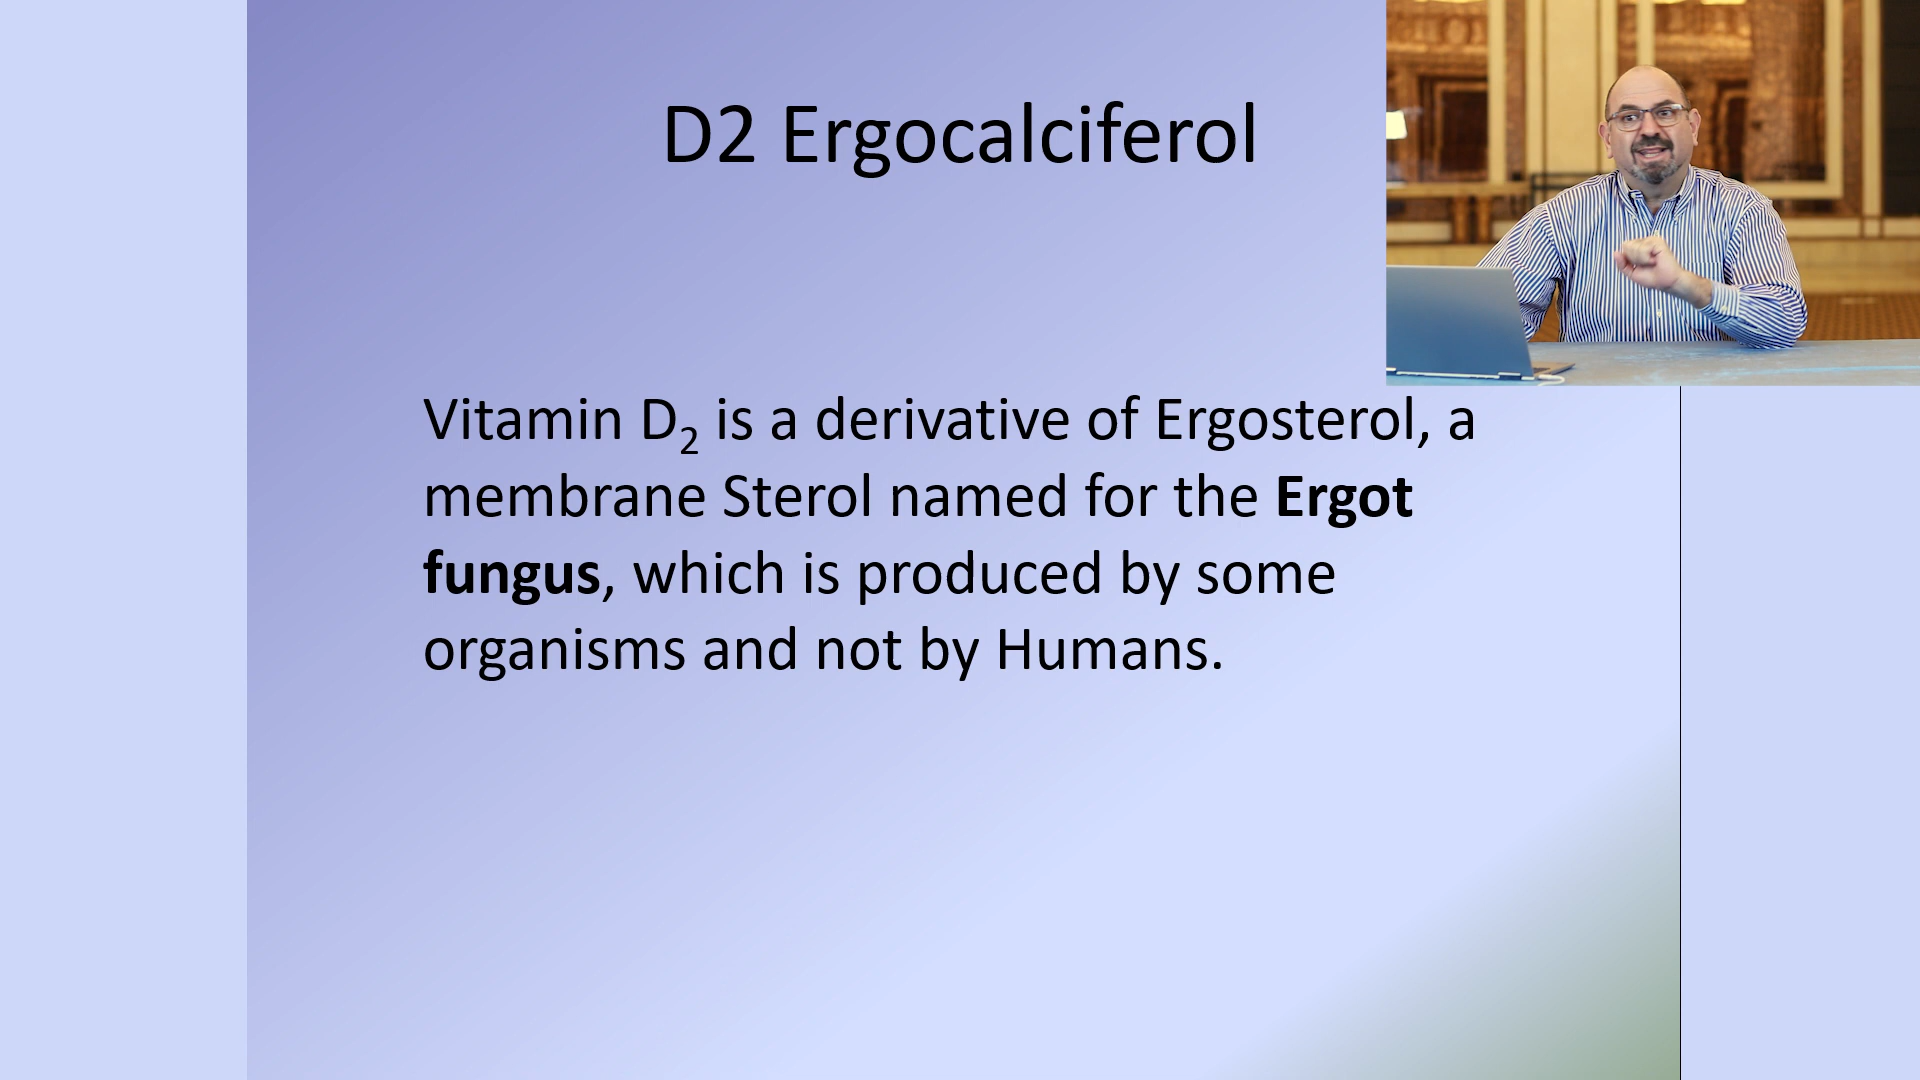 D2 Ergocalciferol
Vitamin D₂ is a derivative of Ergosterol, a
membrane Sterol named for the Ergot
fungus, which is produced by some
organisms and not by Humans.